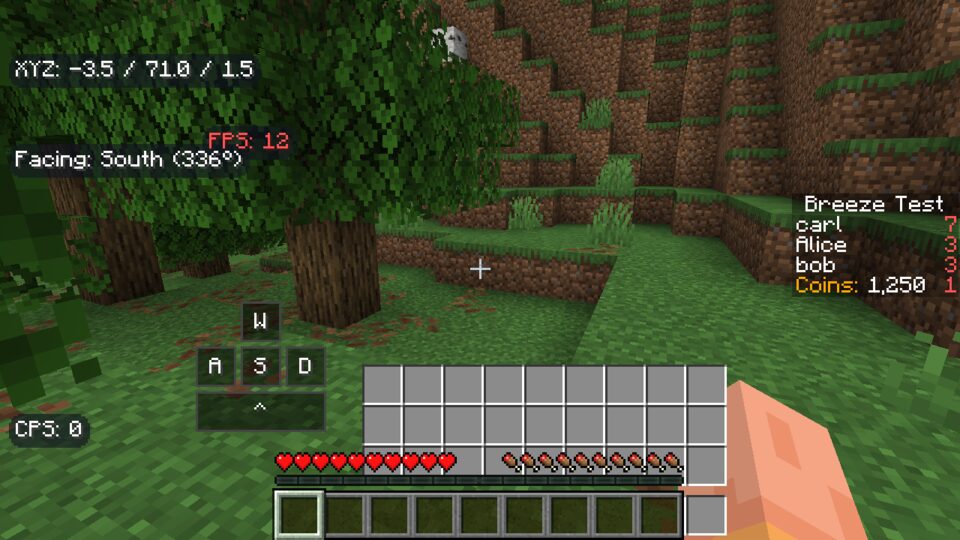 XYZ: -3.5 / 71.0 / 1.5
FPS: 12
Facing: South (336°)
Breeze Test
carl 7
Alice 3
bob 3
Coins: 1,250 1
W
A S D
^
CPS: 0